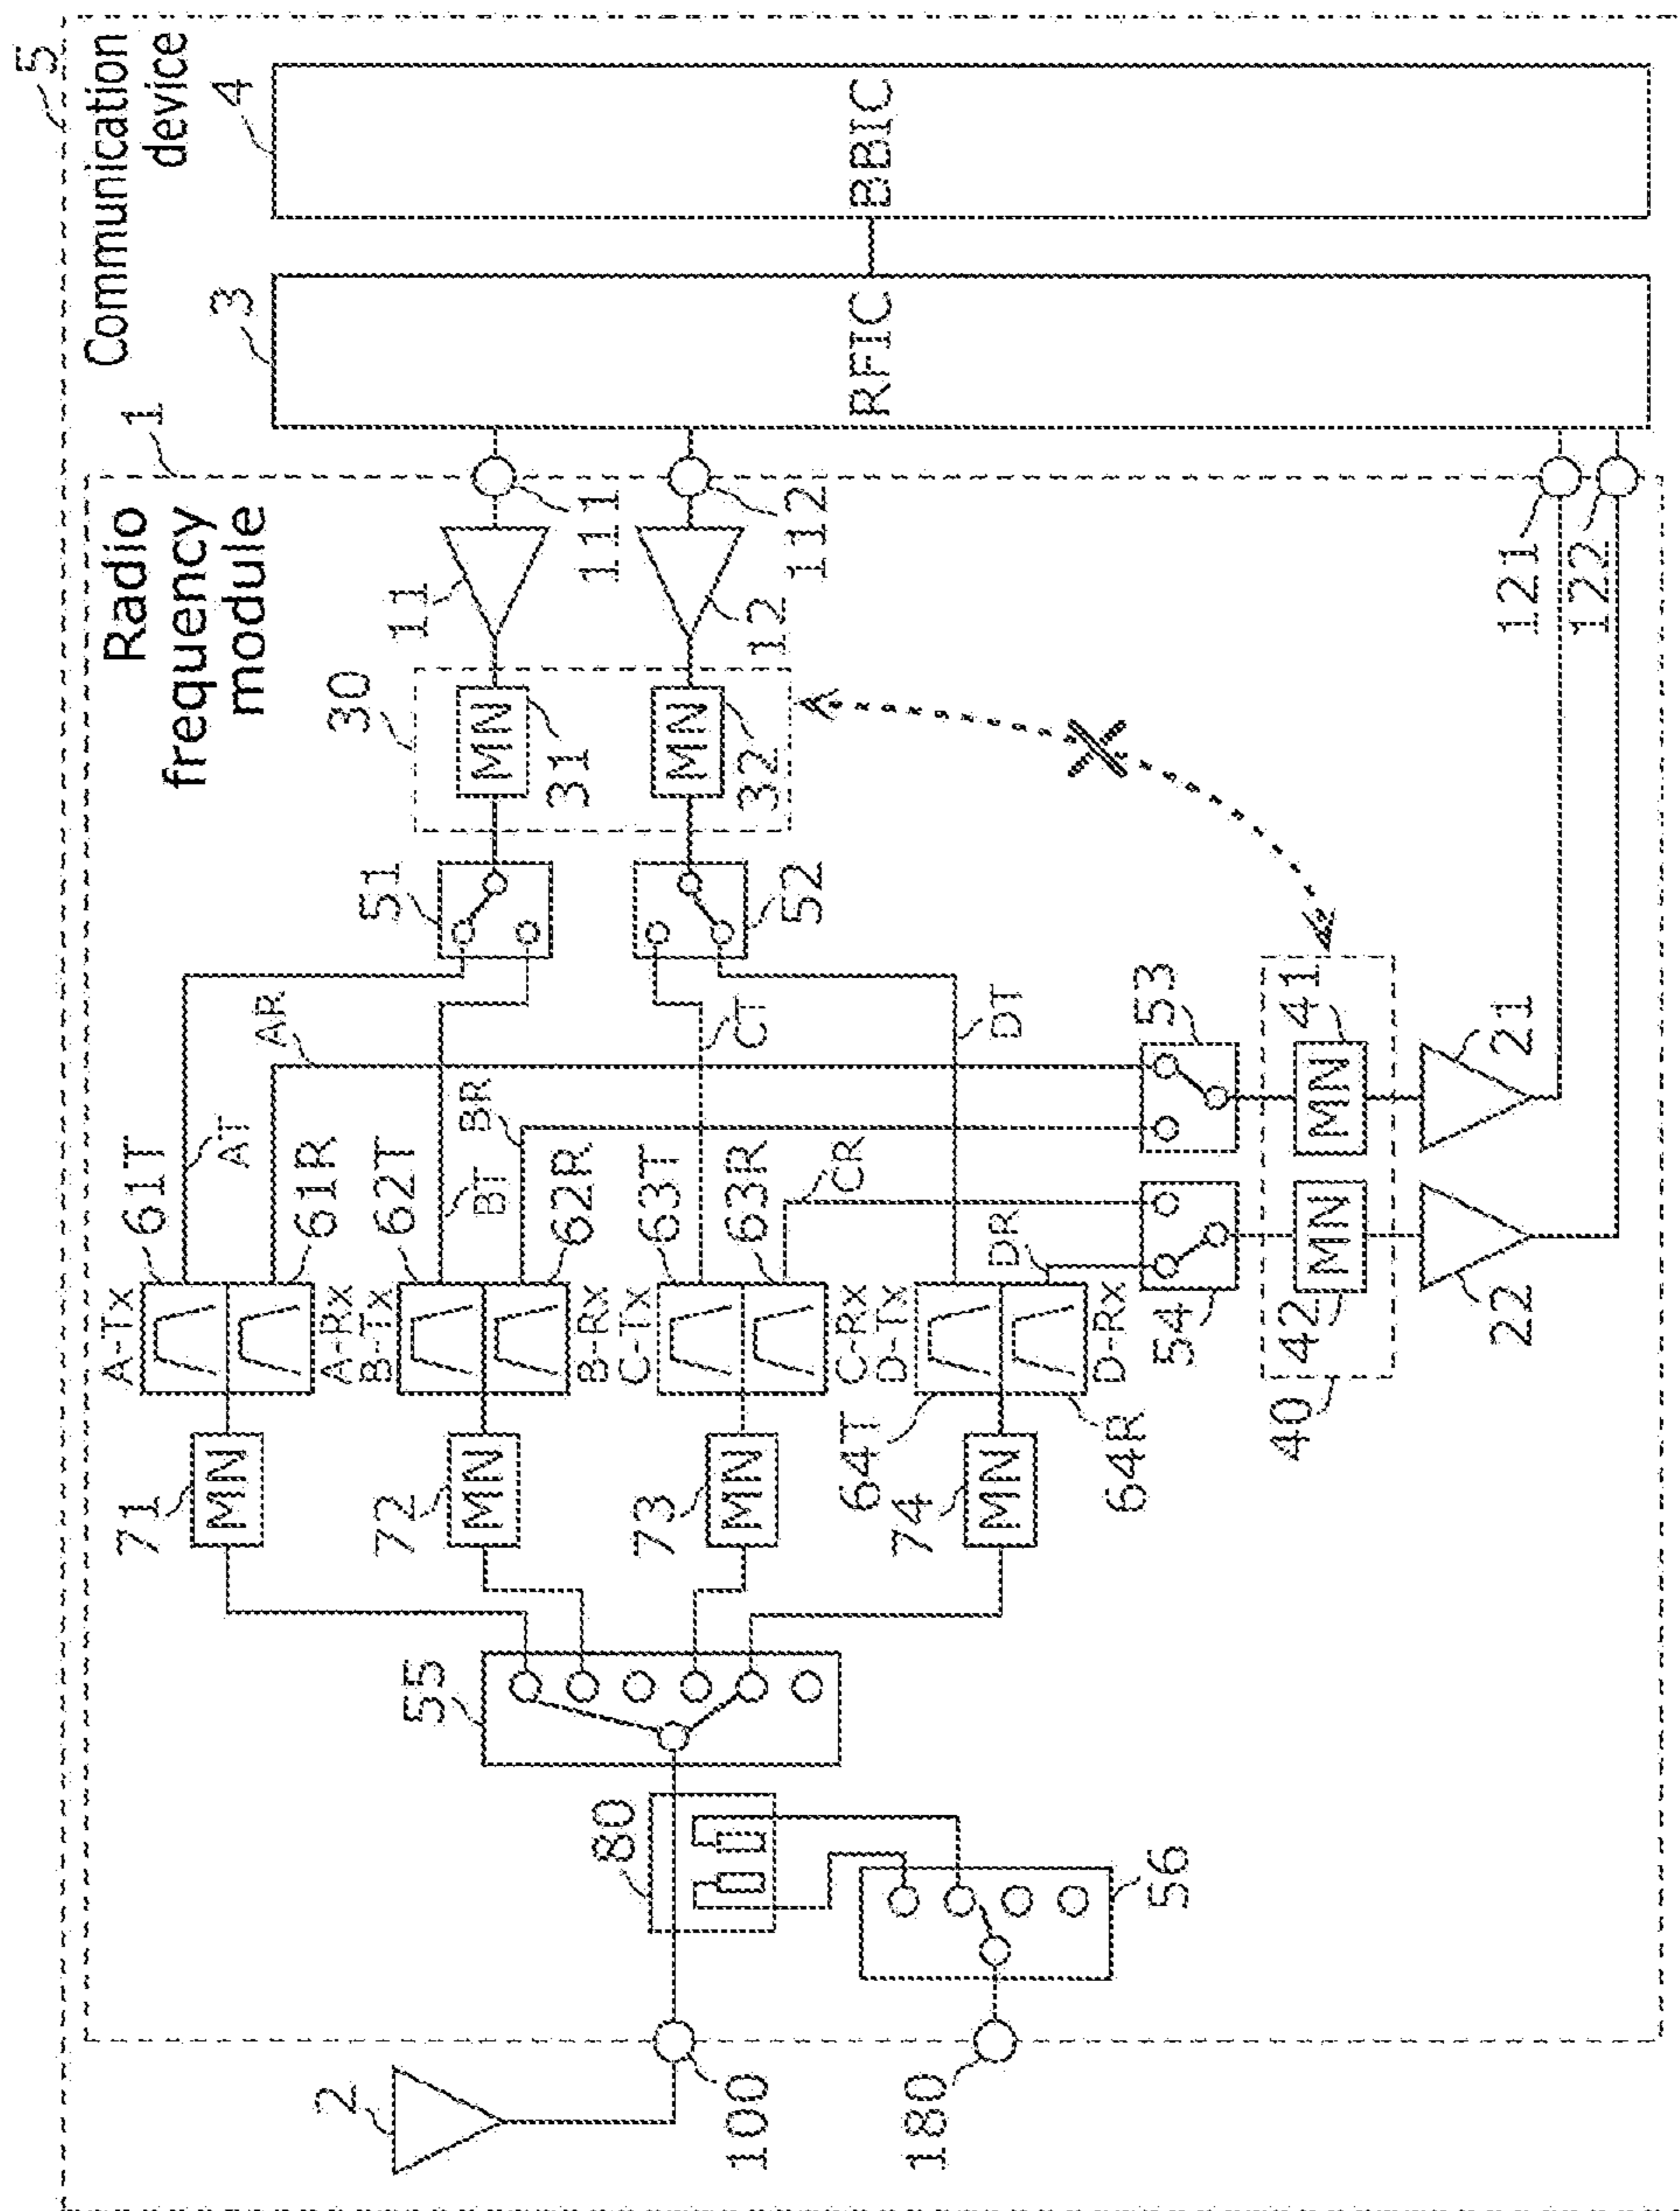 5
Communication
device
1
3
4
Radio
frequency
module
RFIC
BBIC
2
100
180
80
55
56
71
MN
72
MN
73
MN
74
MN
A-Tx
61T
AT
61R
A-Rx
AR
B-Tx
62T
BT
62R
B-Rx
BR
C-Tx
63T
CT
63R
C-Rx
CR
D-Tx
64T
DT
64R
D-Rx
DR
51
52
30
MN
31
MN
32
11
12
111
112
53
54
40
MN
41
MN
42
21
22
121
122